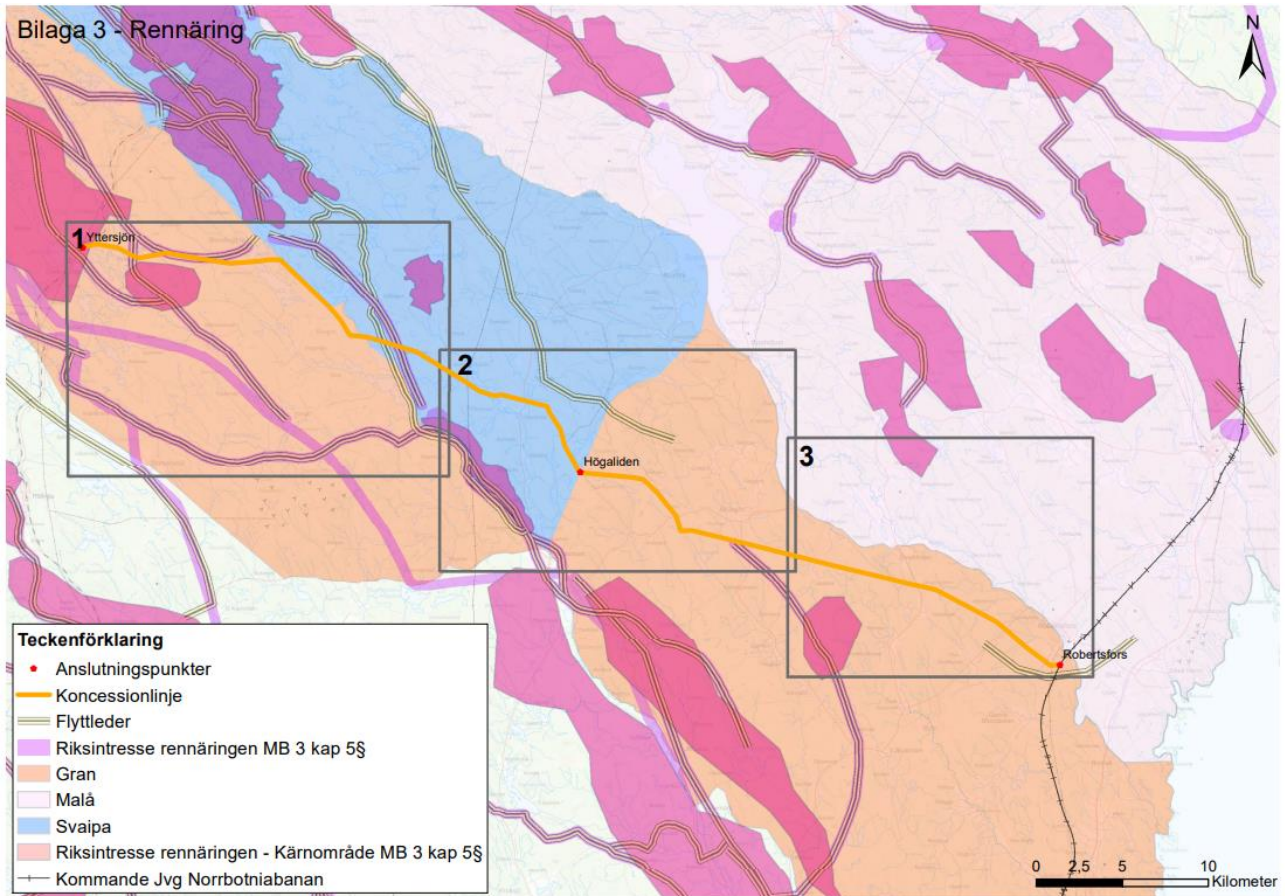 Bilaga 3 - Rennäring
N
1
Yttersjön
2
Högaliden
3
Robertsfors
Teckenförklaring
Anslutningspunkter
Koncessionlinje
Flyttleder
Riksintresse rennäringen MB 3 kap 5§
Gran
Malå
Svaipa
Riksintresse rennäringen - Kärnområde MB 3 kap 5§
Kommande Jvg Norrbotniabanan
0 2,5 5 10
Kilometer